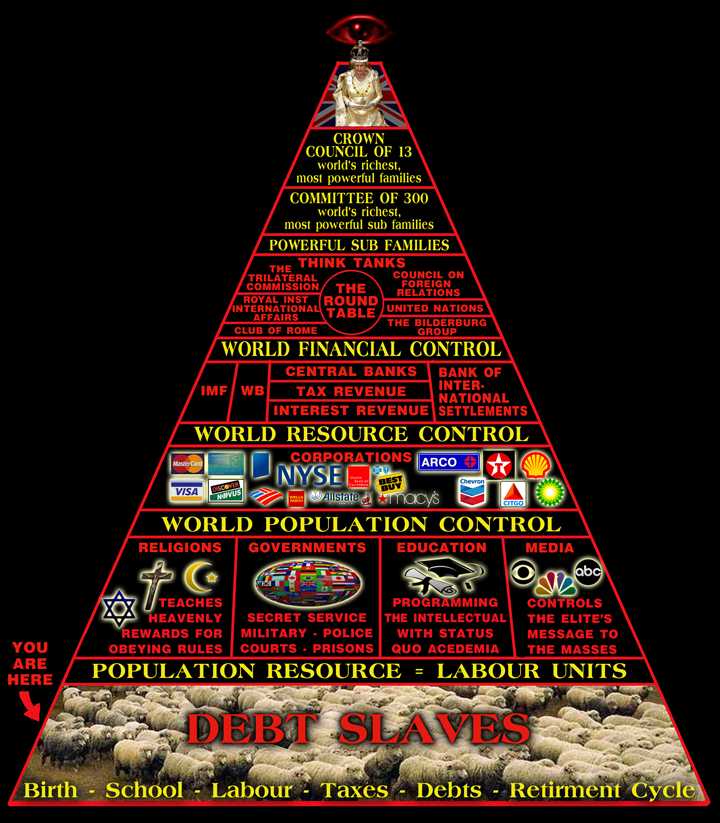 CROWN
COUNCIL OF 13
world's richest,
most powerful families
COMMITTEE OF 300
world's richest,
most powerful sub families
POWERFUL SUB FAMILIES
THINK TANKS
THE
TRILATERAL
COMMISSION
ROYAL INST
INTERNATIONAL
AFFAIRS
CLUB OF ROME
THE
ROUND
TABLE
COUNCIL ON
FOREIGN
RELATIONS
UNITED NATIONS
THE BILDERBURG
GROUP
WORLD FINANCIAL CONTROL
IMF
WB
CENTRAL BANKS
TAX REVENUE
INTEREST REVENUE
BANK OF
INTER-
NATIONAL
SETTLEMENTS
WORLD RESOURCE CONTROL
CORPORATIONS
MasterCard
VISA
DISCOVER
NOVUS
NYSE
WELLS
FARGO
Allstate
BEST
BUY
macy's
ARCO
T
Chevron
CITGO
bp
WORLD POPULATION CONTROL
RELIGIONS
TEACHES
HEAVENLY
REWARDS FOR
OBEYING RULES
GOVERNMENTS
SECRET SERVICE
MILITARY - POLICE
COURTS - PRISONS
EDUCATION
PROGRAMMING
THE INTELLECTUAL
WITH STATUS
QUO ACEDEMIA
MEDIA
abc
CONTROLS
THE ELITE'S
MESSAGE TO
THE MASSES
POPULATION RESOURCE = LABOUR UNITS
YOU
ARE
HERE
DEBT SLAVES
Birth - School - Labour - Taxes - Debts - Retirment Cycle